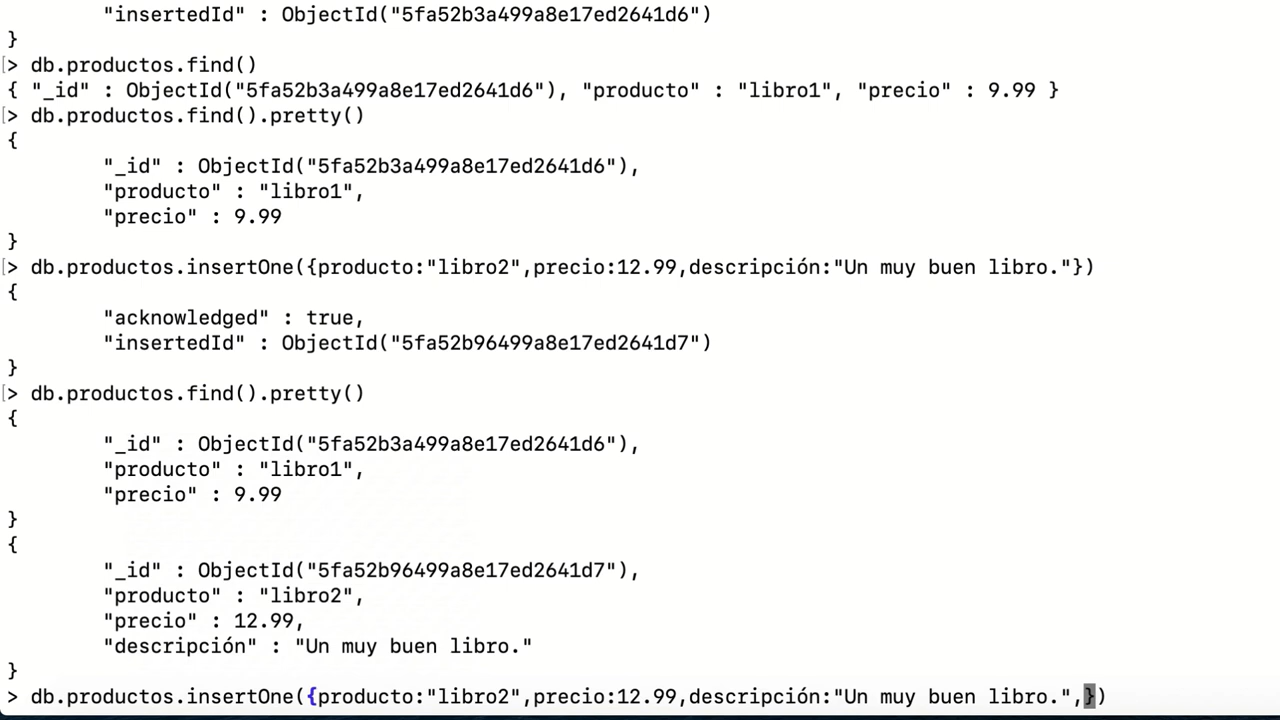 "insertedId" : ObjectId("5fa52b3a499a8e17ed2641d6")
}
[> db.productos.find()
{ "_id" : ObjectId("5fa52b3a499a8e17ed2641d6"), "producto" : "libro1", "precio" : 9.99 }
[> db.productos.find().pretty()
{
"_id" : ObjectId("5fa52b3a499a8e17ed2641d6"),
"producto" : "libro1",
"precio" : 9.99
}
[> db.productos.insertOne({producto:"libro2",precio:12.99,descripción:"Un muy buen libro."})
{
"acknowledged" : true,
"insertedId" : ObjectId("5fa52b96499a8e17ed2641d7")
}
[> db.productos.find().pretty()
{
"_id" : ObjectId("5fa52b3a499a8e17ed2641d6"),
"producto" : "libro1",
"precio" : 9.99
}
{
"_id" : ObjectId("5fa52b96499a8e17ed2641d7"),
"producto" : "libro2",
"precio" : 12.99,
"descripción" : "Un muy buen libro."
}
> db.productos.insertOne({producto:"libro2",precio:12.99,descripción:"Un muy buen libro.",})